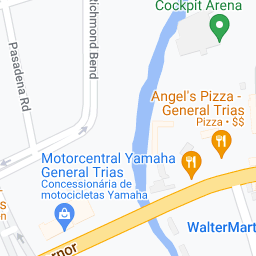 Cockpit Arena
Richmond Bend
Pasadena Rd
Angel's Pizza -
General Trias
Pizza • $$
Motorcentral Yamaha
General Trias
Concessionária de
motocicletas Yamaha
WalterMart